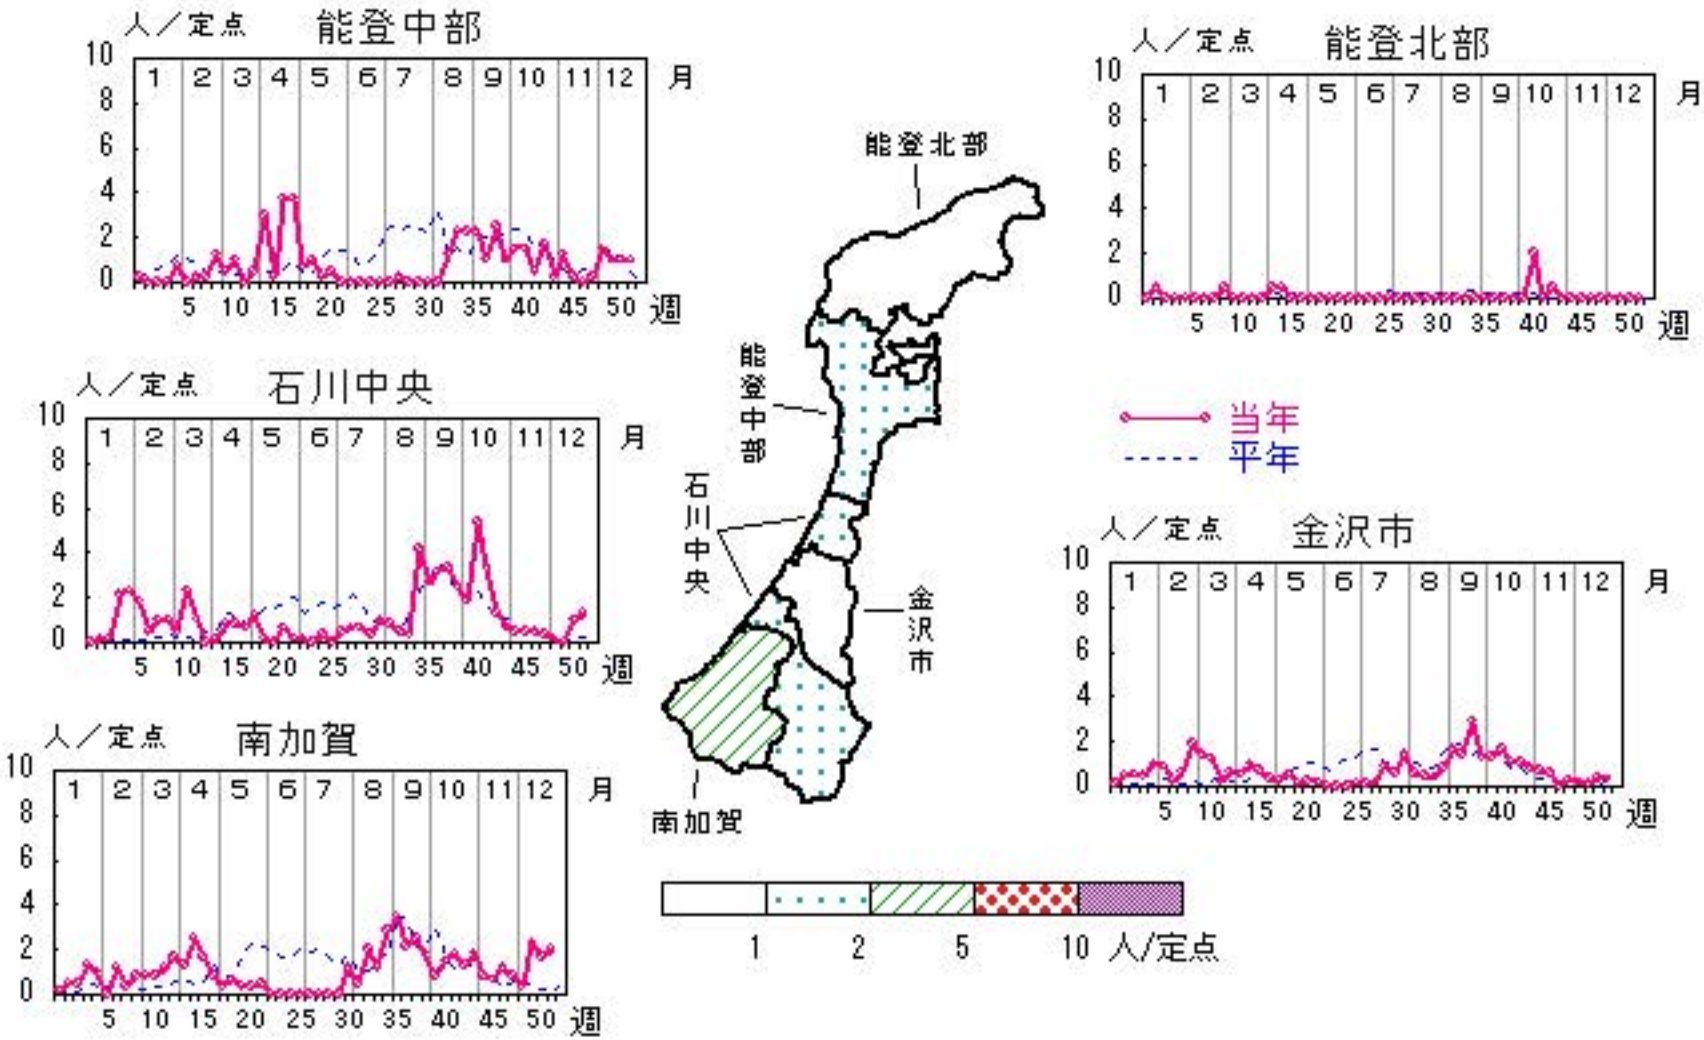 人／定点 能登中部
10 8 6 4 2 0
1 2 3 4 5 6 7 8 9 10 11 12 月
5 10 15 20 25 30 35 40 45 50 週
人／定点 能登北部
10 8 6 4 2 0
1 2 3 4 5 6 7 8 9 10 11 12 月
5 10 15 20 25 30 35 40 45 50 週
人／定点 石川中央
10 8 6 4 2 0
1 2 3 4 5 6 7 8 9 10 11 12 月
5 10 15 20 25 30 35 40 45 50 週
当年
平年
人／定点 金沢市
10 8 6 4 2 0
1 2 3 4 5 6 7 8 9 10 11 12 月
5 10 15 20 25 30 35 40 45 50 週
人／定点 南加賀
10 8 6 4 2 0
1 2 3 4 5 6 7 8 9 10 11 12 月
5 10 15 20 25 30 35 40 45 50 週
能登北部
能登中部
石川中央
金沢市
南加賀
1 2 5 10 人/定点